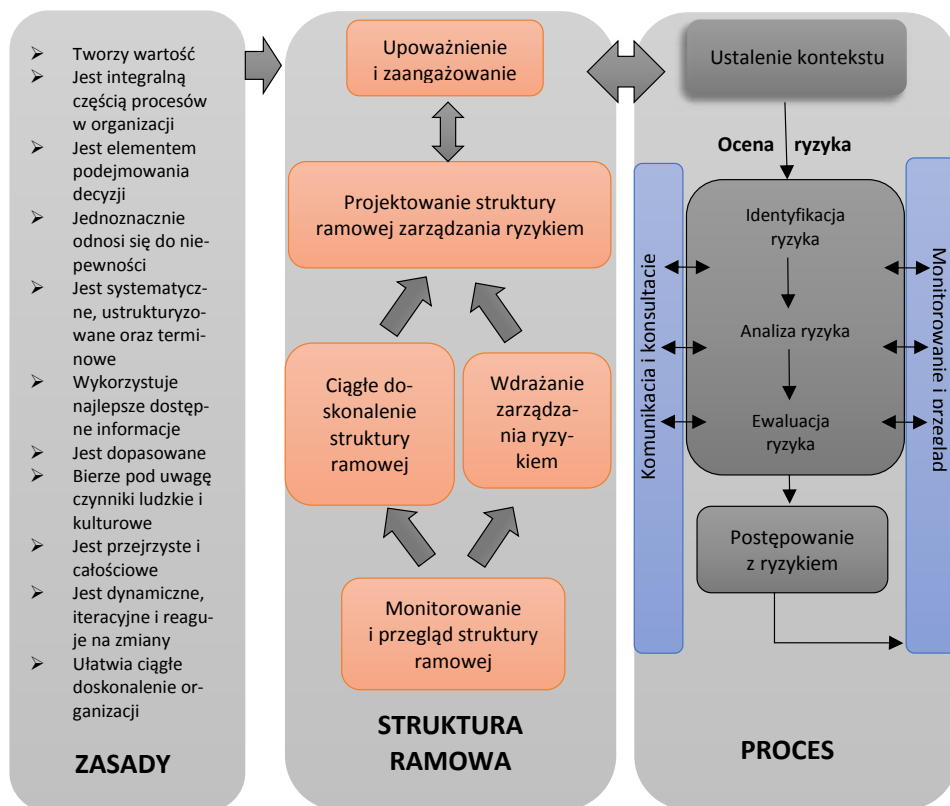 ➢ Tworzy wartość
➢ Jest integralną
częścią procesów
w organizacji
➢ Jest elementem
podejmowania
decyzji
➢ Jednoznacznie
odnosi się do nie-
pewności
➢ Jest systematycz-
ne, ustrukturyzo-
wane oraz termi-
nowe
➢ Wykorzystuje
najlepsze dostęp-
ne informacje
➢ Jest dopasowane
➢ Bierze pod uwagę
czynniki ludzkie i
kulturowe
➢ Jest przejrzyste i
całościowe
➢ Jest dynamiczne,
iteracyjne i reagu-
je na zmiany
➢ Ułatwia ciągłe
doskonalenie or-
ganizacji
ZASADY
Upoważnienie
i zaangażowanie
Projektowanie struktury
ramowej zarządzania ryzykiem
Ciągłe do-
skonalenie
struktury
ramowej
Wdrażanie
zarządza-
nia ryzy-
kiem
Monitorowanie
i przegląd struktury
ramowej
STRUKTURA
RAMOWA
Ustalenie kontekstu
Ocena ryzyka
Komunikacja i konsultacje
Identyfikacja
ryzyka
Analiza ryzyka
Ewaluacja
ryzyka
Monitorowanie i przegląd
Postępowanie
z ryzykiem
PROCES